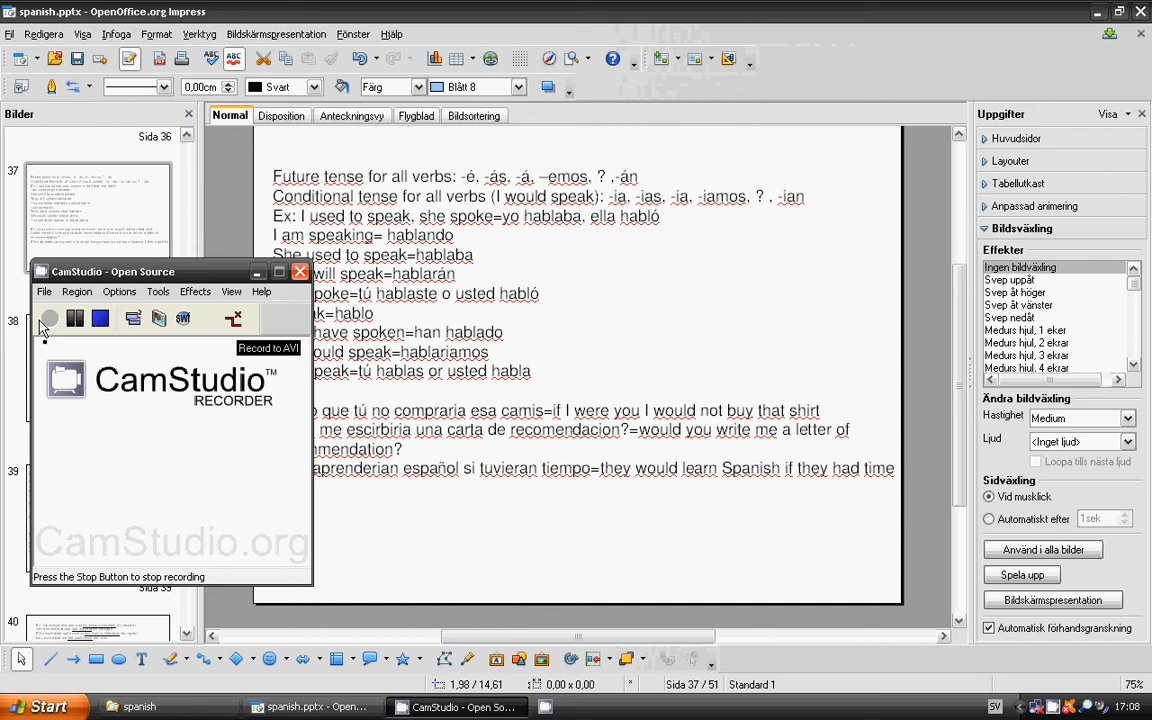 spanish.pptx - OpenOffice.org Impress
Fil Redigera Visa Infoga Format Verktyg Bildskärmspresentation Fönster Hjälp
0,00cm Svart Färg Blått 8
Bilder
Normal Disposition Anteckningsvy Flygblad Bildsortering
Uppgifter Visa
Sida 36
37
38
39
40
Future tense for all verbs: -é, -ás, -á, –emos, ? ,-án
Conditional tense for all verbs (I would speak): -ia, -ias, -ia, -iamos, ? , -ian
Ex: I used to speak, she spoke=yo hablaba, ella habló
I am speaking= hablando
She used to speak=hablaba
will speak=hablarán
spoke=tú hablaste o usted habló
k=hablo
have spoken=han hablado
ould speak=hablariamos
speak=tú hablas or usted habla
o que tú no compraria esa camis=if I were you I would not buy that shirt
me escirbiria una carta de recomendacion?=would you write me a letter of
mmendation?
aprenderian español si tuvieran tiempo=they would learn Spanish if they had time
CamStudio - Open Source
File Region Options Tools Effects View Help
Record to AVI
CamStudio™
RECORDER
CamStudio.org
Press the Stop Button to stop recording
Huvudsidor
Layouter
Tabellutkast
Anpassad animering
Bildsväxling
Effekter
Ingen bildväxling
Svep uppåt
Svep åt höger
Svep åt vänster
Svep nedåt
Medurs hjul, 1 eker
Medurs hjul, 2 ekrar
Medurs hjul, 3 ekrar
Medurs hjul, 4 ekrar
Ändra bildväxling
Hastighet Medium
Ljud <Inget ljud>
Loopa tills nästa ljud
Sidväxling
Vid musklick
Automatiskt efter 1sek
Använd i alla bilder
Spela upp
Bildskärmspresentation
Automatisk förhandsgranskning
1,98 / 14,61 0,00 x 0,00 * Sida 37 / 51 Standard 1 75%
Start spanish spanish.pptx - Open... CamStudio - Open So... SV 17:08